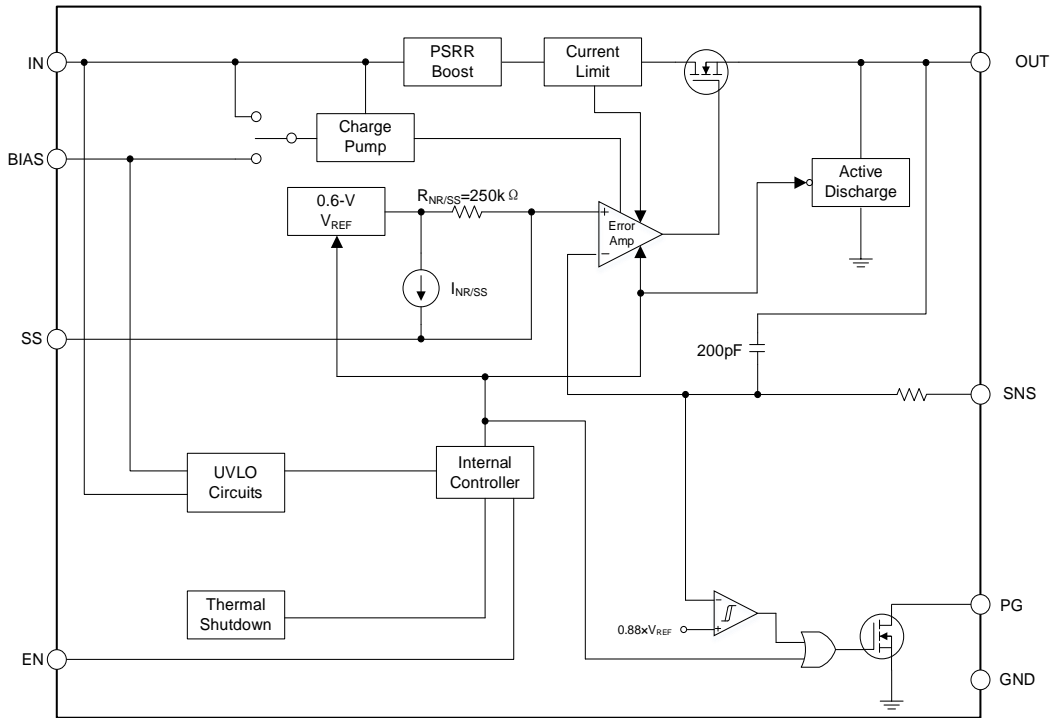 IN
PSRR
Boost
Current
Limit
OUT
Charge
Pump
BIAS
Active
Discharge
0.6-V
VREF
RNR/SS=250k Ω
+
Error
Amp
−
INR/SS
SS
200pF
SNS
UVLO
Circuits
Internal
Controller
Thermal
Shutdown
−
+
0.88×VREF
PG
EN
GND